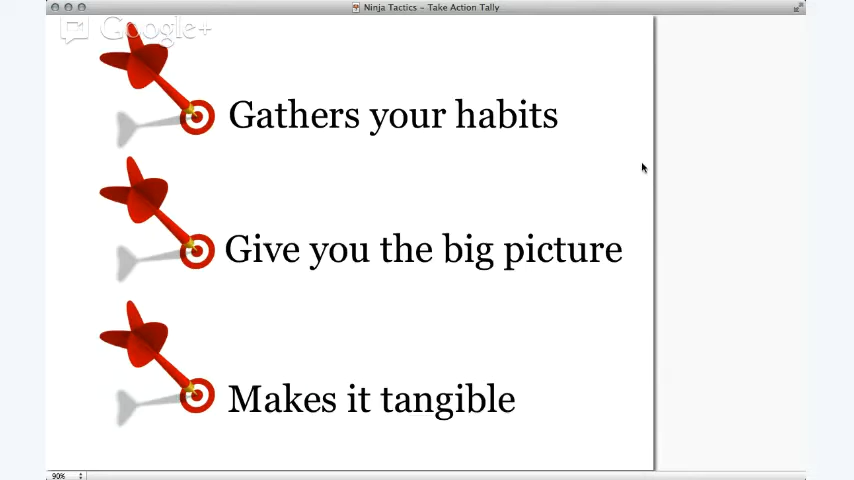 Ninja Tactics – Take Action Tally
Google+
Gathers your habits
Give you the big picture
Makes it tangible
90%